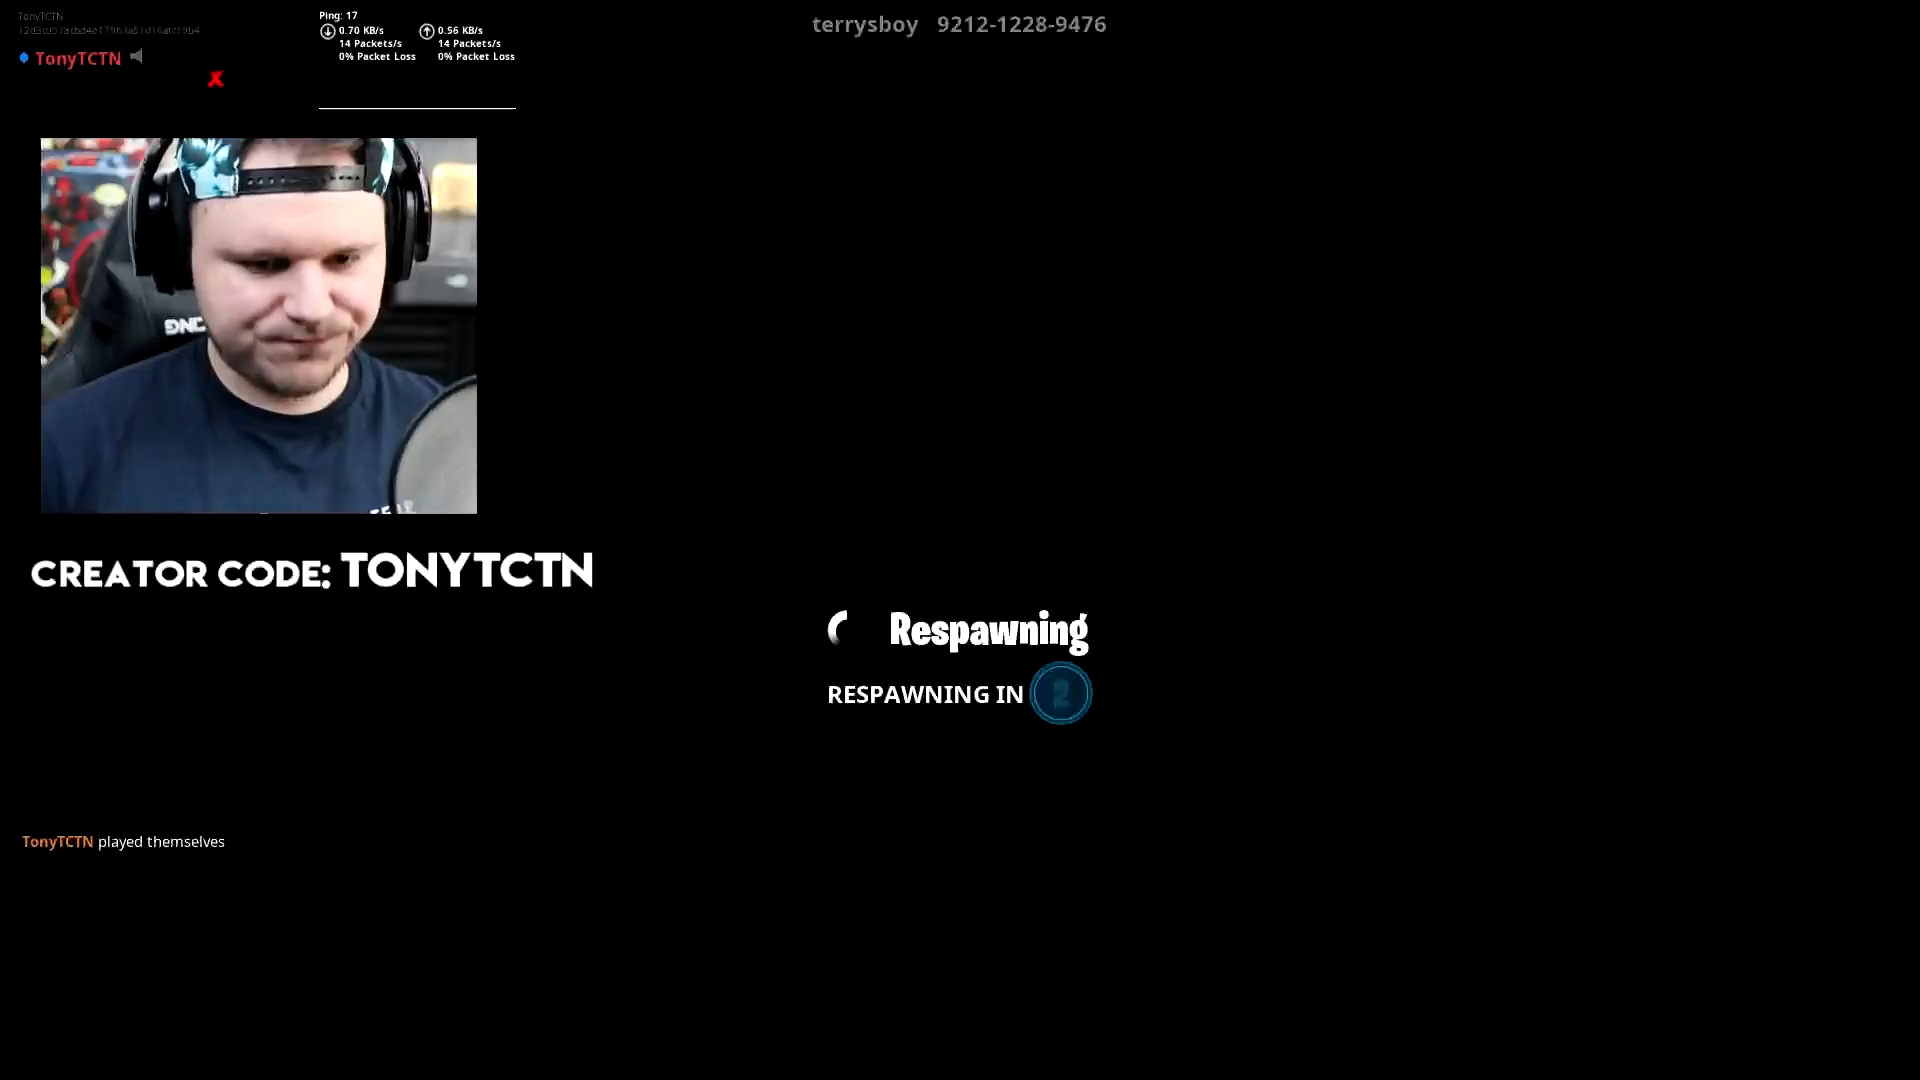 TonyTCTN
TonyTCTN
x
Ping: 17
0.70 KB/s
14 Packets/s
0% Packet Loss
0.56 KB/s
14 Packets/s
0% Packet Loss
terrysboy 9212-1228-9476
CREATOR CODE: TONYTCTN
Respawning
RESPAWNING IN 2
TonyTCTN played themselves